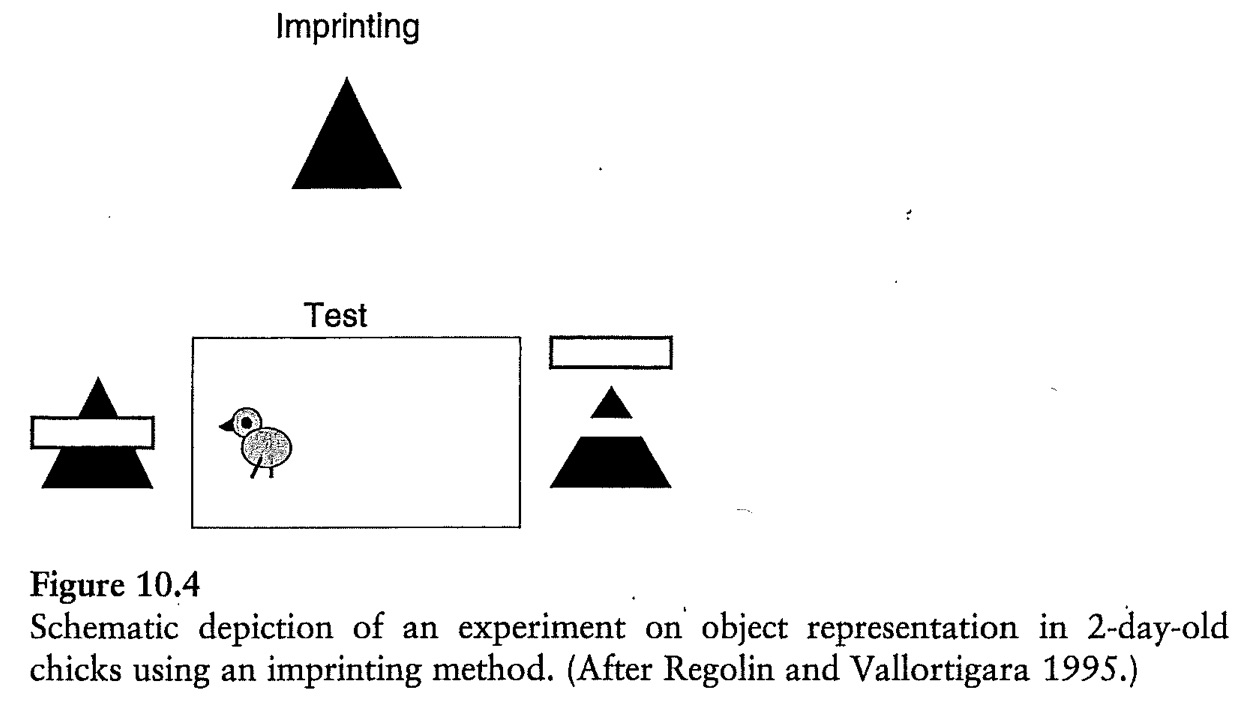 Imprinting
Test
Figure 10.4
Schematic depiction of an experiment on object representation in 2-day-old
chicks using an imprinting method. (After Regolin and Vallortigara 1995.)